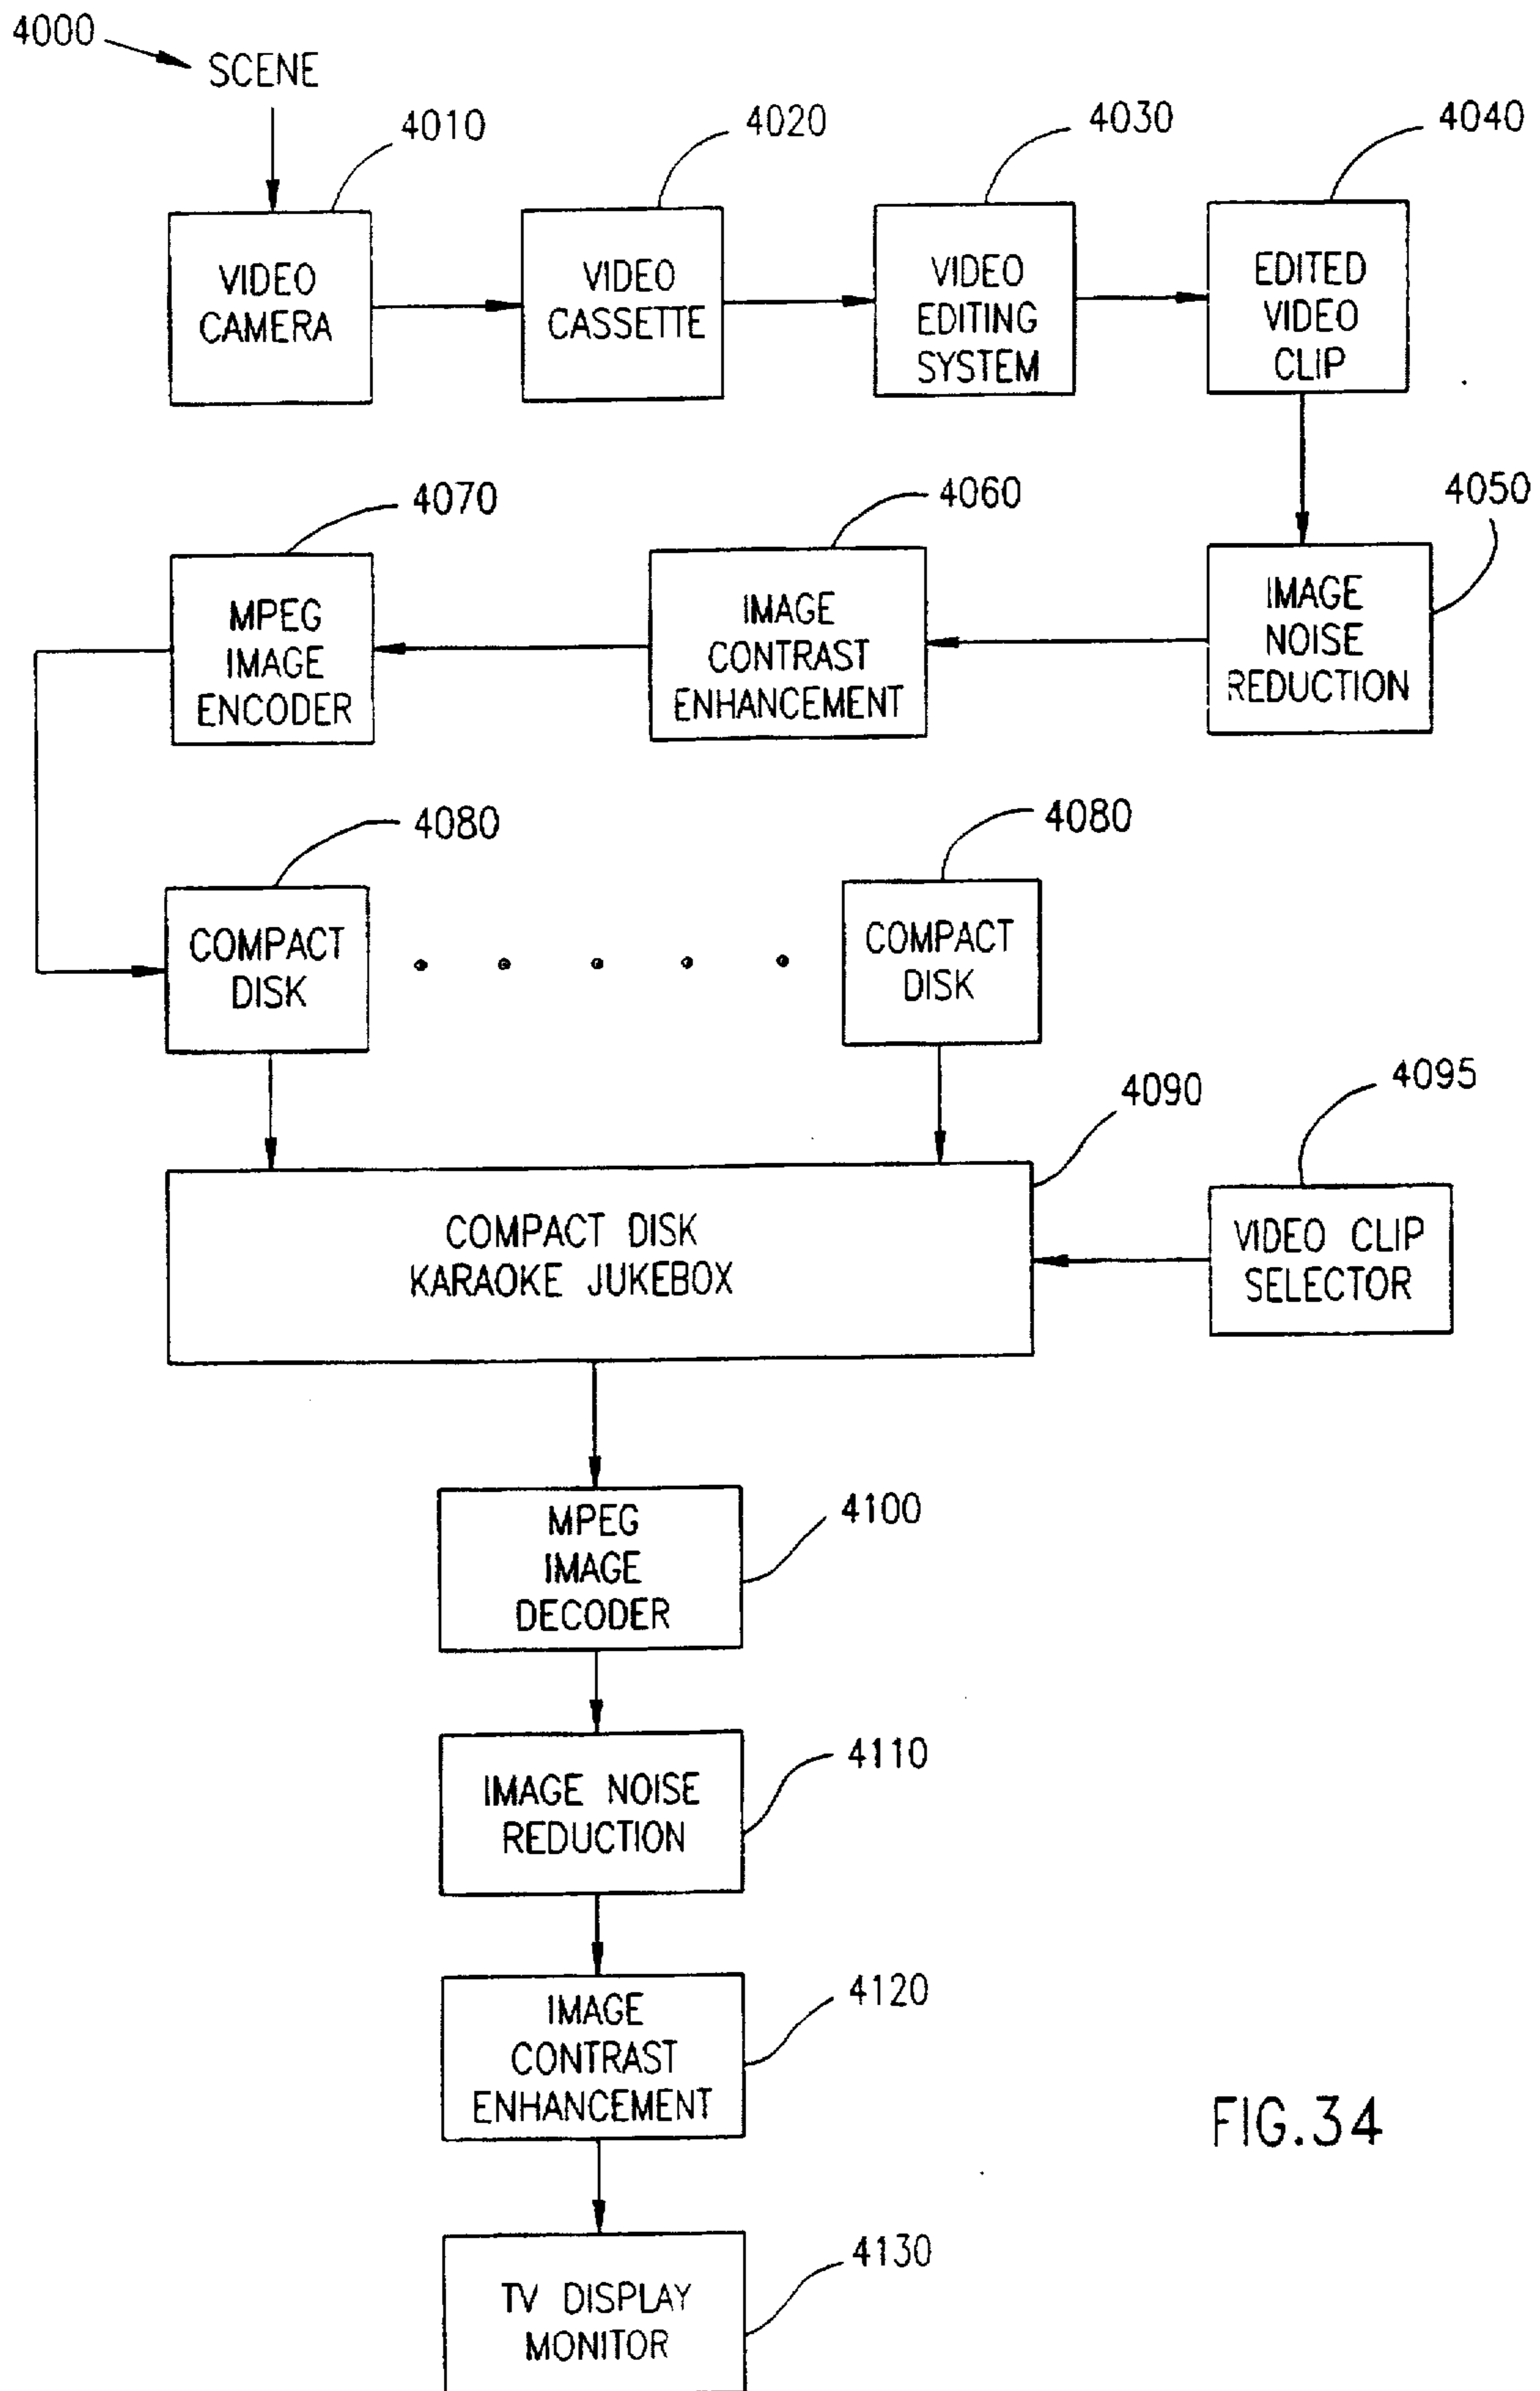 4000
SCENE
4010
4020
4030
4040
VIDEO
CAMERA
VIDEO
CASSETTE
VIDEO
EDITING
SYSTEM
EDITED
VIDEO
CLIP
4070
4060
4050
MPEG
IMAGE
ENCODER
IMAGE
CONTRAST
ENHANCEMENT
IMAGE
NOISE
REDUCTION
4080
4080
COMPACT
DISK
COMPACT
DISK
4090
4095
COMPACT DISK
KARAOKE JUKEBOX
VIDEO CLIP
SELECTOR
4100
MPEG
IMAGE
DECODER
4110
IMAGE NOISE
REDUCTION
4120
IMAGE
CONTRAST
ENHANCEMENT
FIG.34
4130
TV DISPLAY
MONITOR